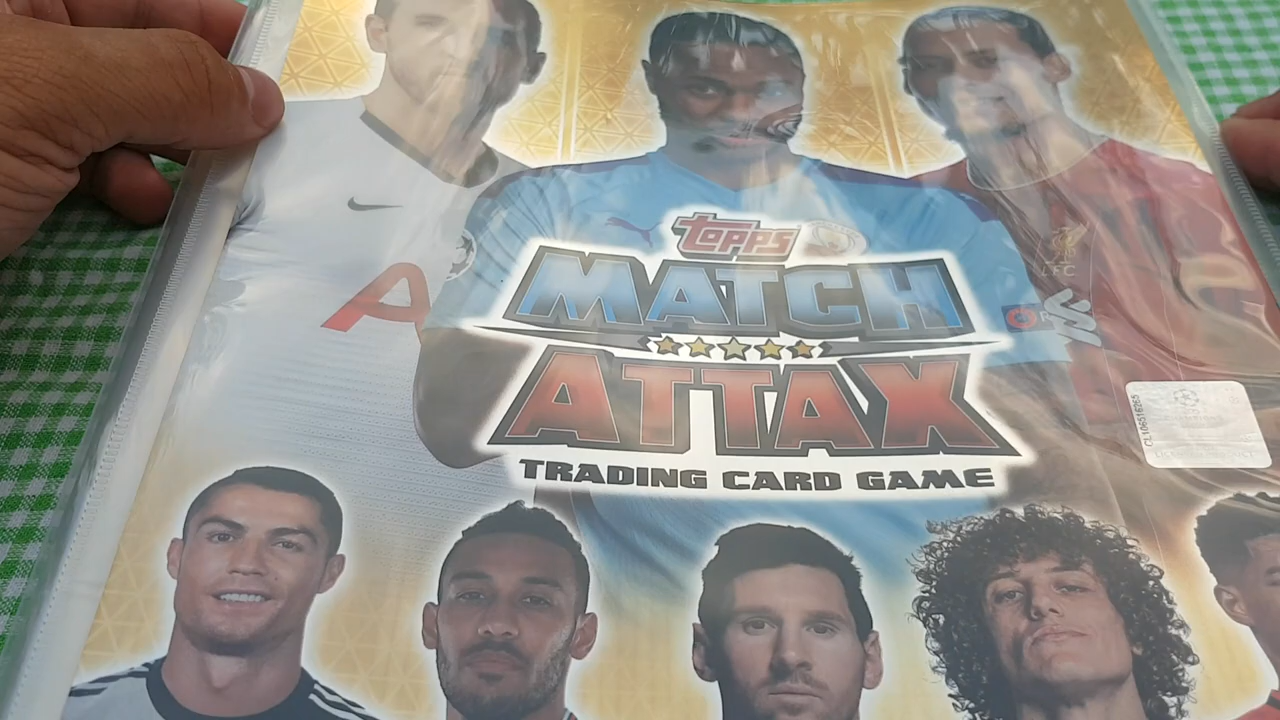 topps
MATCH
ATTAX
TRADING CARD GAME
A
LFC